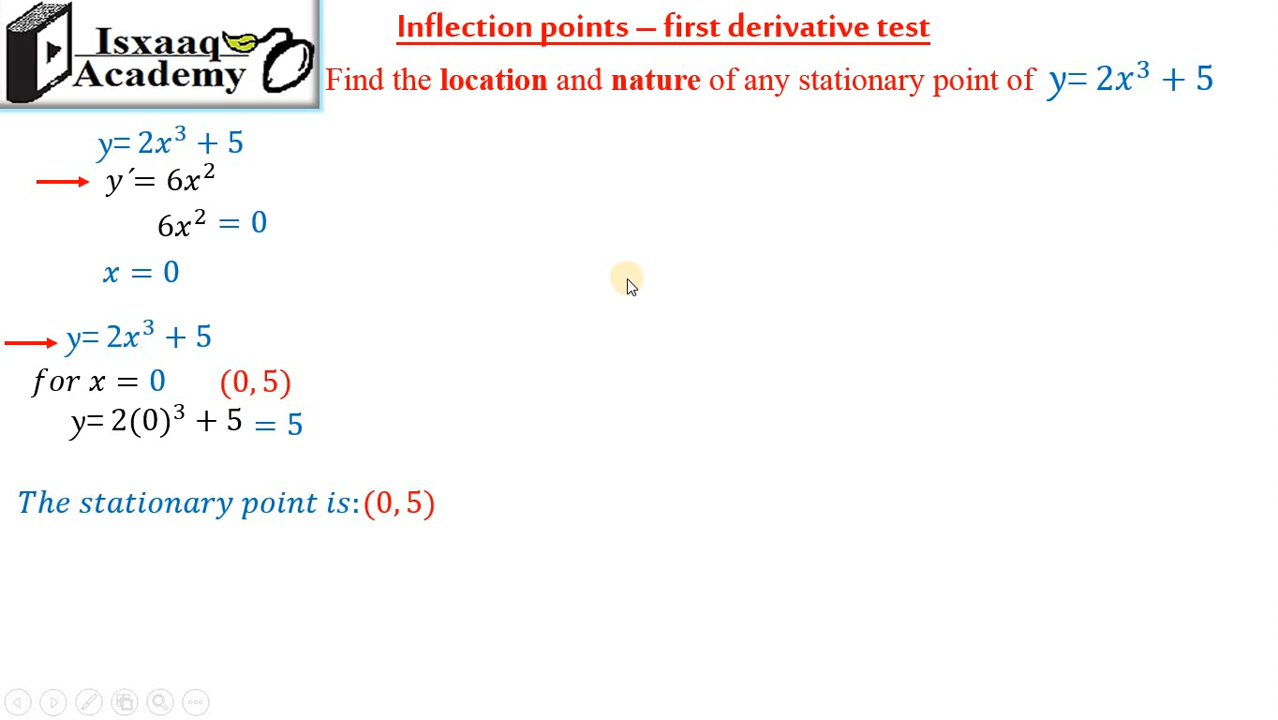 Isxaaq
Academy
Inflection points – first derivative test
Find the location and nature of any stationary point of y= 2x³ + 5
y= 2x³ + 5
y´= 6x²
6x² = 0
x = 0
y= 2x³ + 5
for x = 0 (0, 5)
y= 2(0)³ + 5 = 5
The stationary point is: (0, 5)